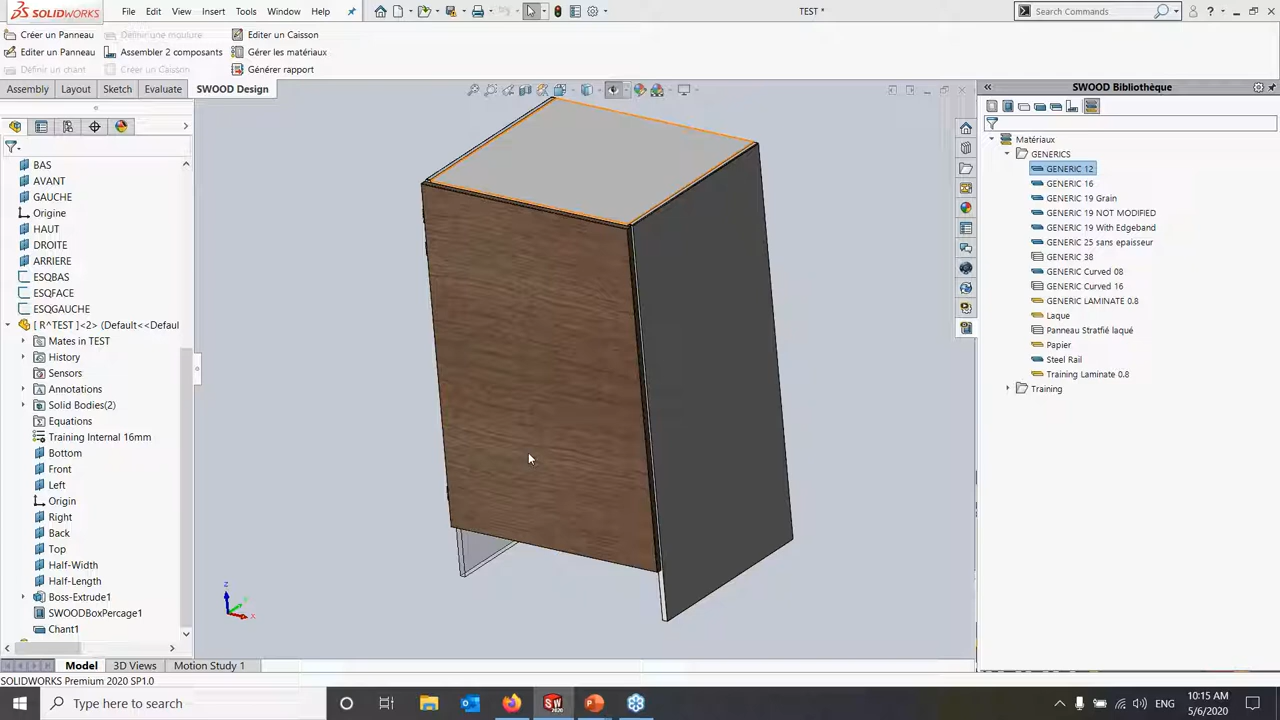 SOLIDWORKS File Edit View Insert Tools Window Help TEST * Search Commands
Créer un Panneau Définir une moulure Editer un Caisson
Editer un Panneau Assembler 2 composants Gérer les matériaux
Définir un chant Créer un Caisson Générer rapport
Assembly Layout Sketch Evaluate SWOOD Design
SWOOD Bibliothèque
BAS
AVANT
GAUCHE
Origine
HAUT
DROITE
ARRIERE
ESQBAS
ESQFACE
ESQGAUCHE
[ R^TEST ]<2> (Default<<Defaul
Mates in TEST
History
Sensors
Annotations
Solid Bodies(2)
Equations
Training Internal 16mm
Bottom
Front
Left
Origin
Right
Back
Top
Half-Width
Half-Length
Boss-Extrude1
SWOODBoxPercage1
Chant1
z
x
Matériaux
GENERICS
GENERIC 12
GENERIC 16
GENERIC 19 Grain
GENERIC 19 NOT MODIFIED
GENERIC 19 With Edgeband
GENERIC 25 sans epaisseur
GENERIC 38
GENERIC Curved 08
GENERIC Curved 16
GENERIC LAMINATE 0.8
Laque
Panneau Stratfié laqué
Papier
Steel Rail
Training Laminate 0.8
Training
Model 3D Views Motion Study 1
SOLIDWORKS Premium 2020 SP1.0
Type here to search
ENG
10:15 AM
5/6/2020